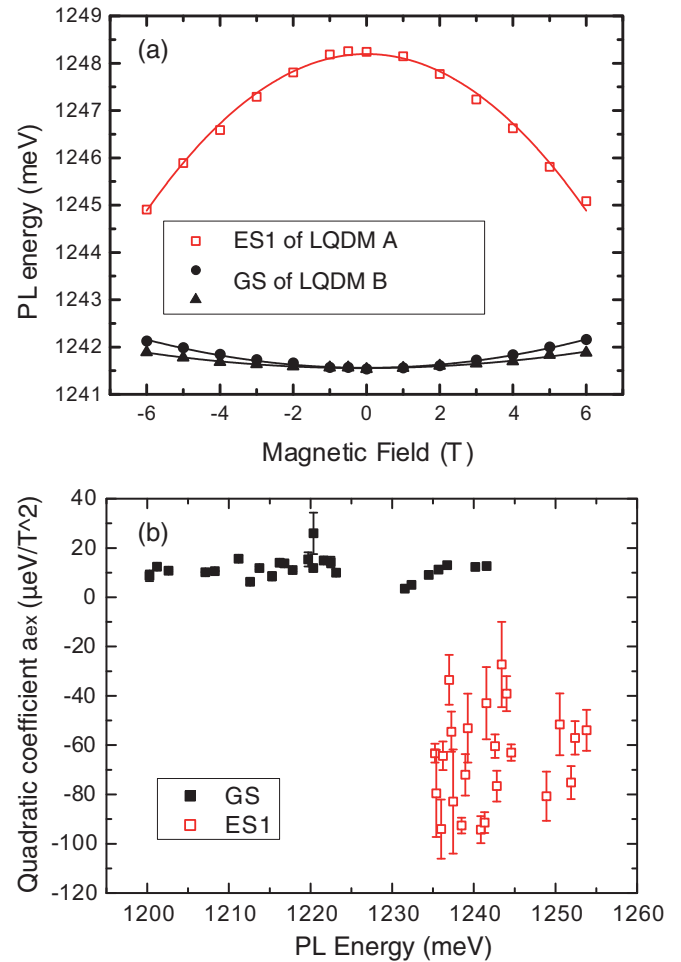 (a)
PL energy (meV)
1249
1248
1247
1246
1245
1244
1243
1242
1241
ES1 of LQDM A
GS of LQDM B
-6 -4 -2 0 2 4 6
Magnetic Field (T)
(b)
Quadratic coefficient aex (µeV/T^2)
40
20
0
-20
-40
-60
-80
-100
-120
GS
ES1
1200 1210 1220 1230 1240 1250 1260
PL Energy (meV)